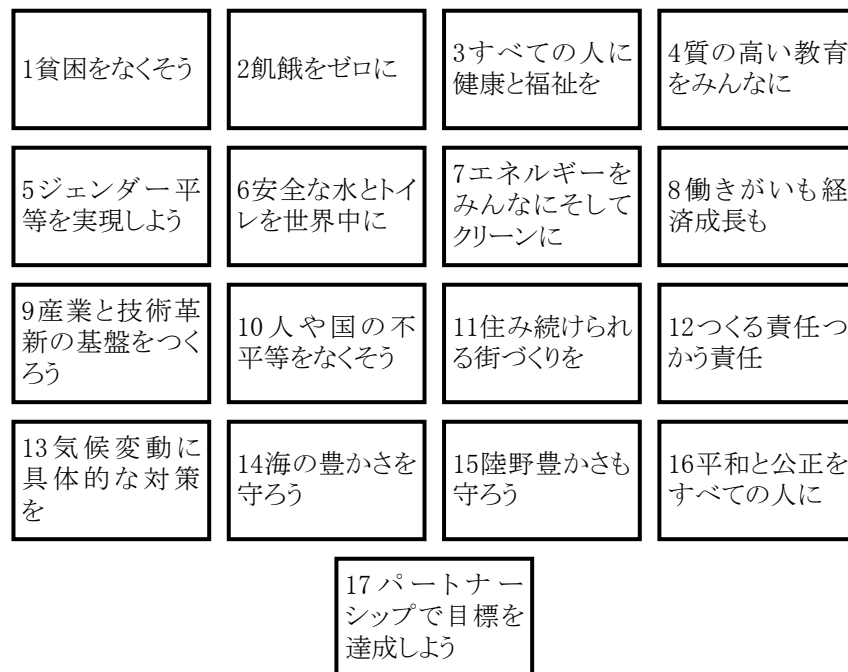 1貧困をなくそう
2飢餓をゼロに
3すべての人に
健康と福祉を
4質の高い教育
をみんなに
5ジェンダー平
等を実現しよう
6安全な水とトイ
レを世界中に
7エネルギーを
みんなにそして
クリーンに
8働きがいも経
済成長も
9産業と技術革
新の基盤をつく
ろう
10人や国の不
平等をなくそう
11住み続けられ
る街づくりを
12つくる責任つ
かう責任
13気候変動に
具体的な対策
を
14海の豊かさを
守ろう
15陸野豊かさも
守ろう
16平和と公正を
すべての人に
17パートナー
シップで目標を
達成しよう